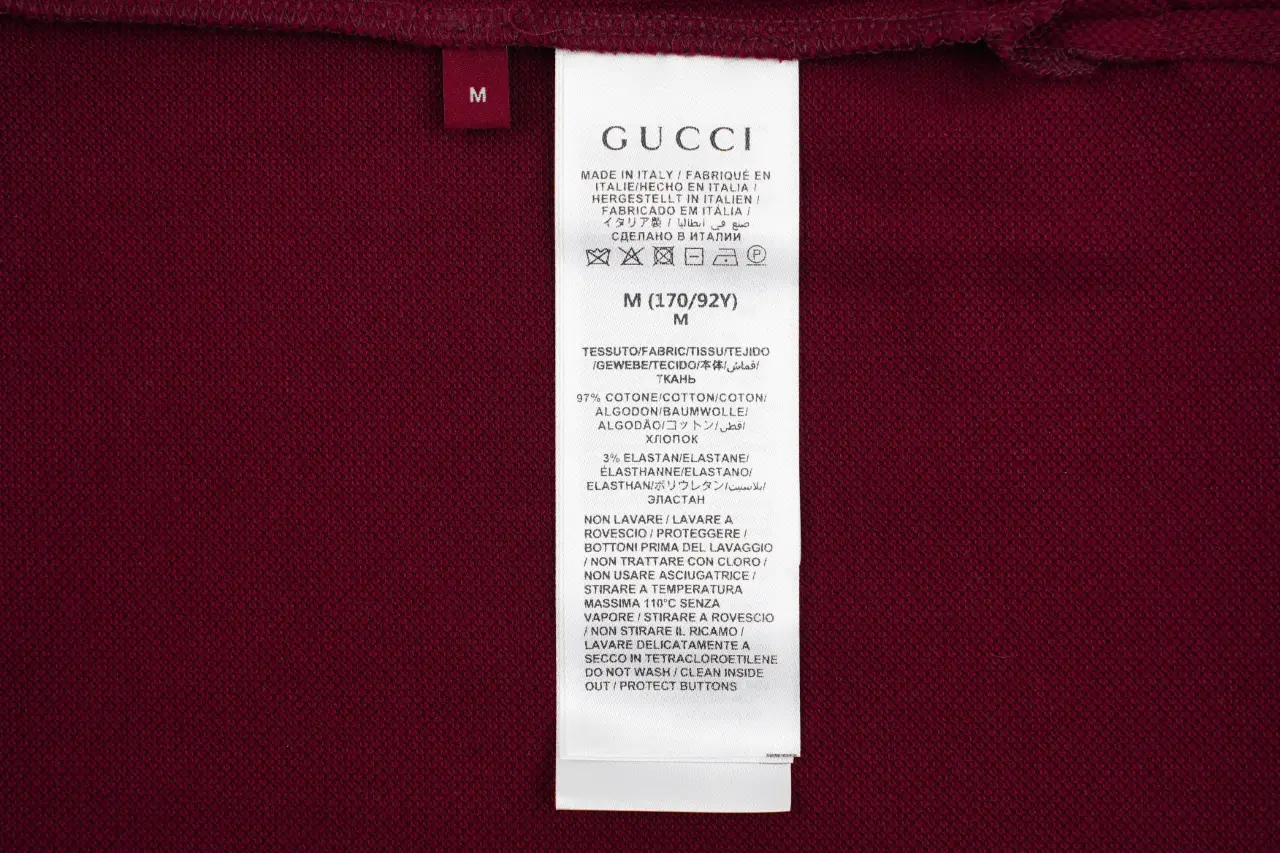 M
GUCCI
MADE IN ITALY / FABRIQUÉ EN
ITALIE/HECHO EN ITALIA /
HERGESTELLT IN ITALIEN /
FABRICADO EM ITÁLIA /
イタリア製 / صنع في ايطاليا
СДЕЛАНО В ИТАЛИИ
P
M (170/92Y)
M
TESSUTO/FABRIC/TISSU/TEJIDO
/GEWEBE/TECIDO/本体/قماش/
ТКАНЬ
97% COTONE/COTTON/COTON/
ALGODON/BAUMWOLLE/
ALGODÃO/コットン/قطن/
ХЛОПОК
3% ELASTAN/ELASTANE/
ÉLASTHANNE/ELASTANO/
ELASTHAN/ポリウレタン/
ЭЛАСТАН
NON LAVARE / LAVARE A
ROVESCIO / PROTEGGERE /
BOTTONI PRIMA DEL LAVAGGIO
/ NON TRATTARE CON CLORO /
NON USARE ASCIUGATRICE /
STIRARE A TEMPERATURA
MASSIMA 110°C SENZA
VAPORE / STIRARE A ROVESCIO
/ NON STIRARE IL RICAMO /
LAVARE DELICATAMENTE A
SECCO IN TETRACLOROETILENE
DO NOT WASH / CLEAN INSIDE
OUT / PROTECT BUTTONS